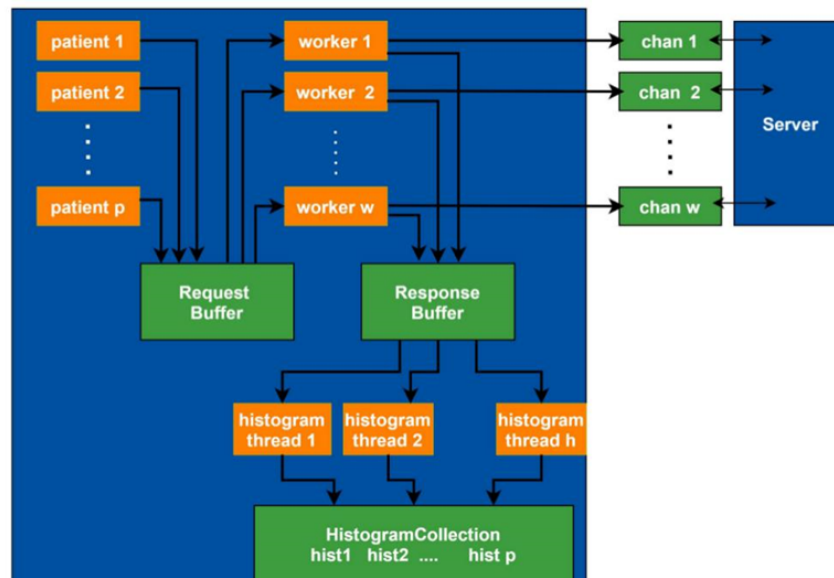 patient 1
worker 1
chan 1
patient 2
worker 2
chan 2
Server
patient p
worker w
chan w
Request
Buffer
Response
Buffer
histogram
thread 1
histogram
thread 2
histogram
thread h
HistogramCollection
hist1 hist2 .... hist p